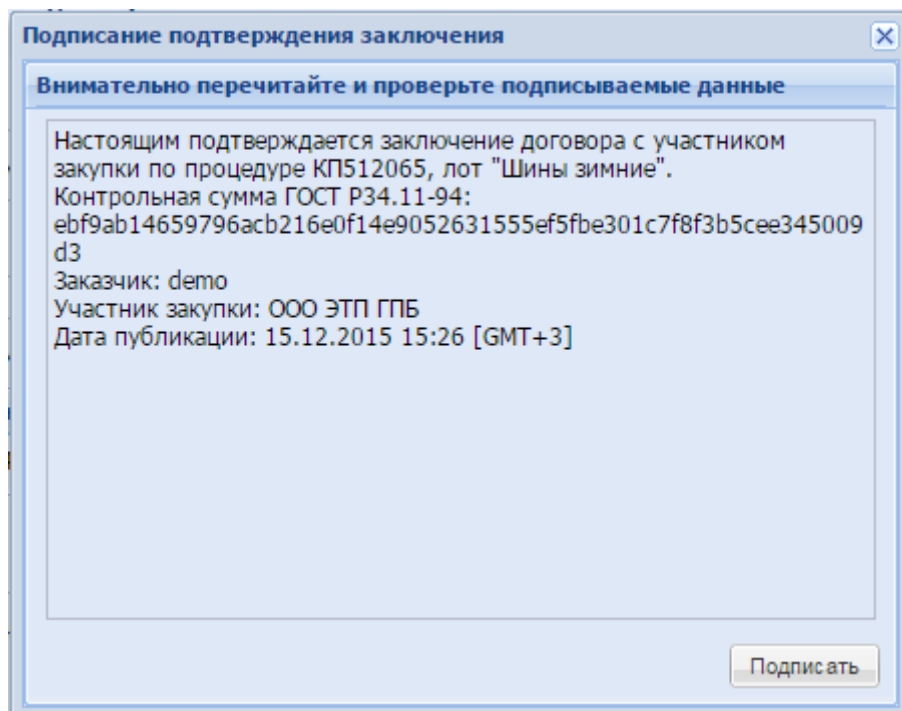 Подписание подтверждения заключения
Внимательно перечитайте и проверьте подписываемые данные
Настоящим подтверждается заключение договора с участником
закупки по процедуре КП512065, лот "Шины зимние".
Контрольная сумма ГОСТ Р34.11-94:
ebf9ab14659796acb216e0f14e9052631555ef5fbe301c7f8f3b5cee345009
d3
Заказчик: demo
Участник закупки: ООО ЭТП ГПБ
Дата публикации: 15.12.2015 15:26 [GMT+3]
Подписать